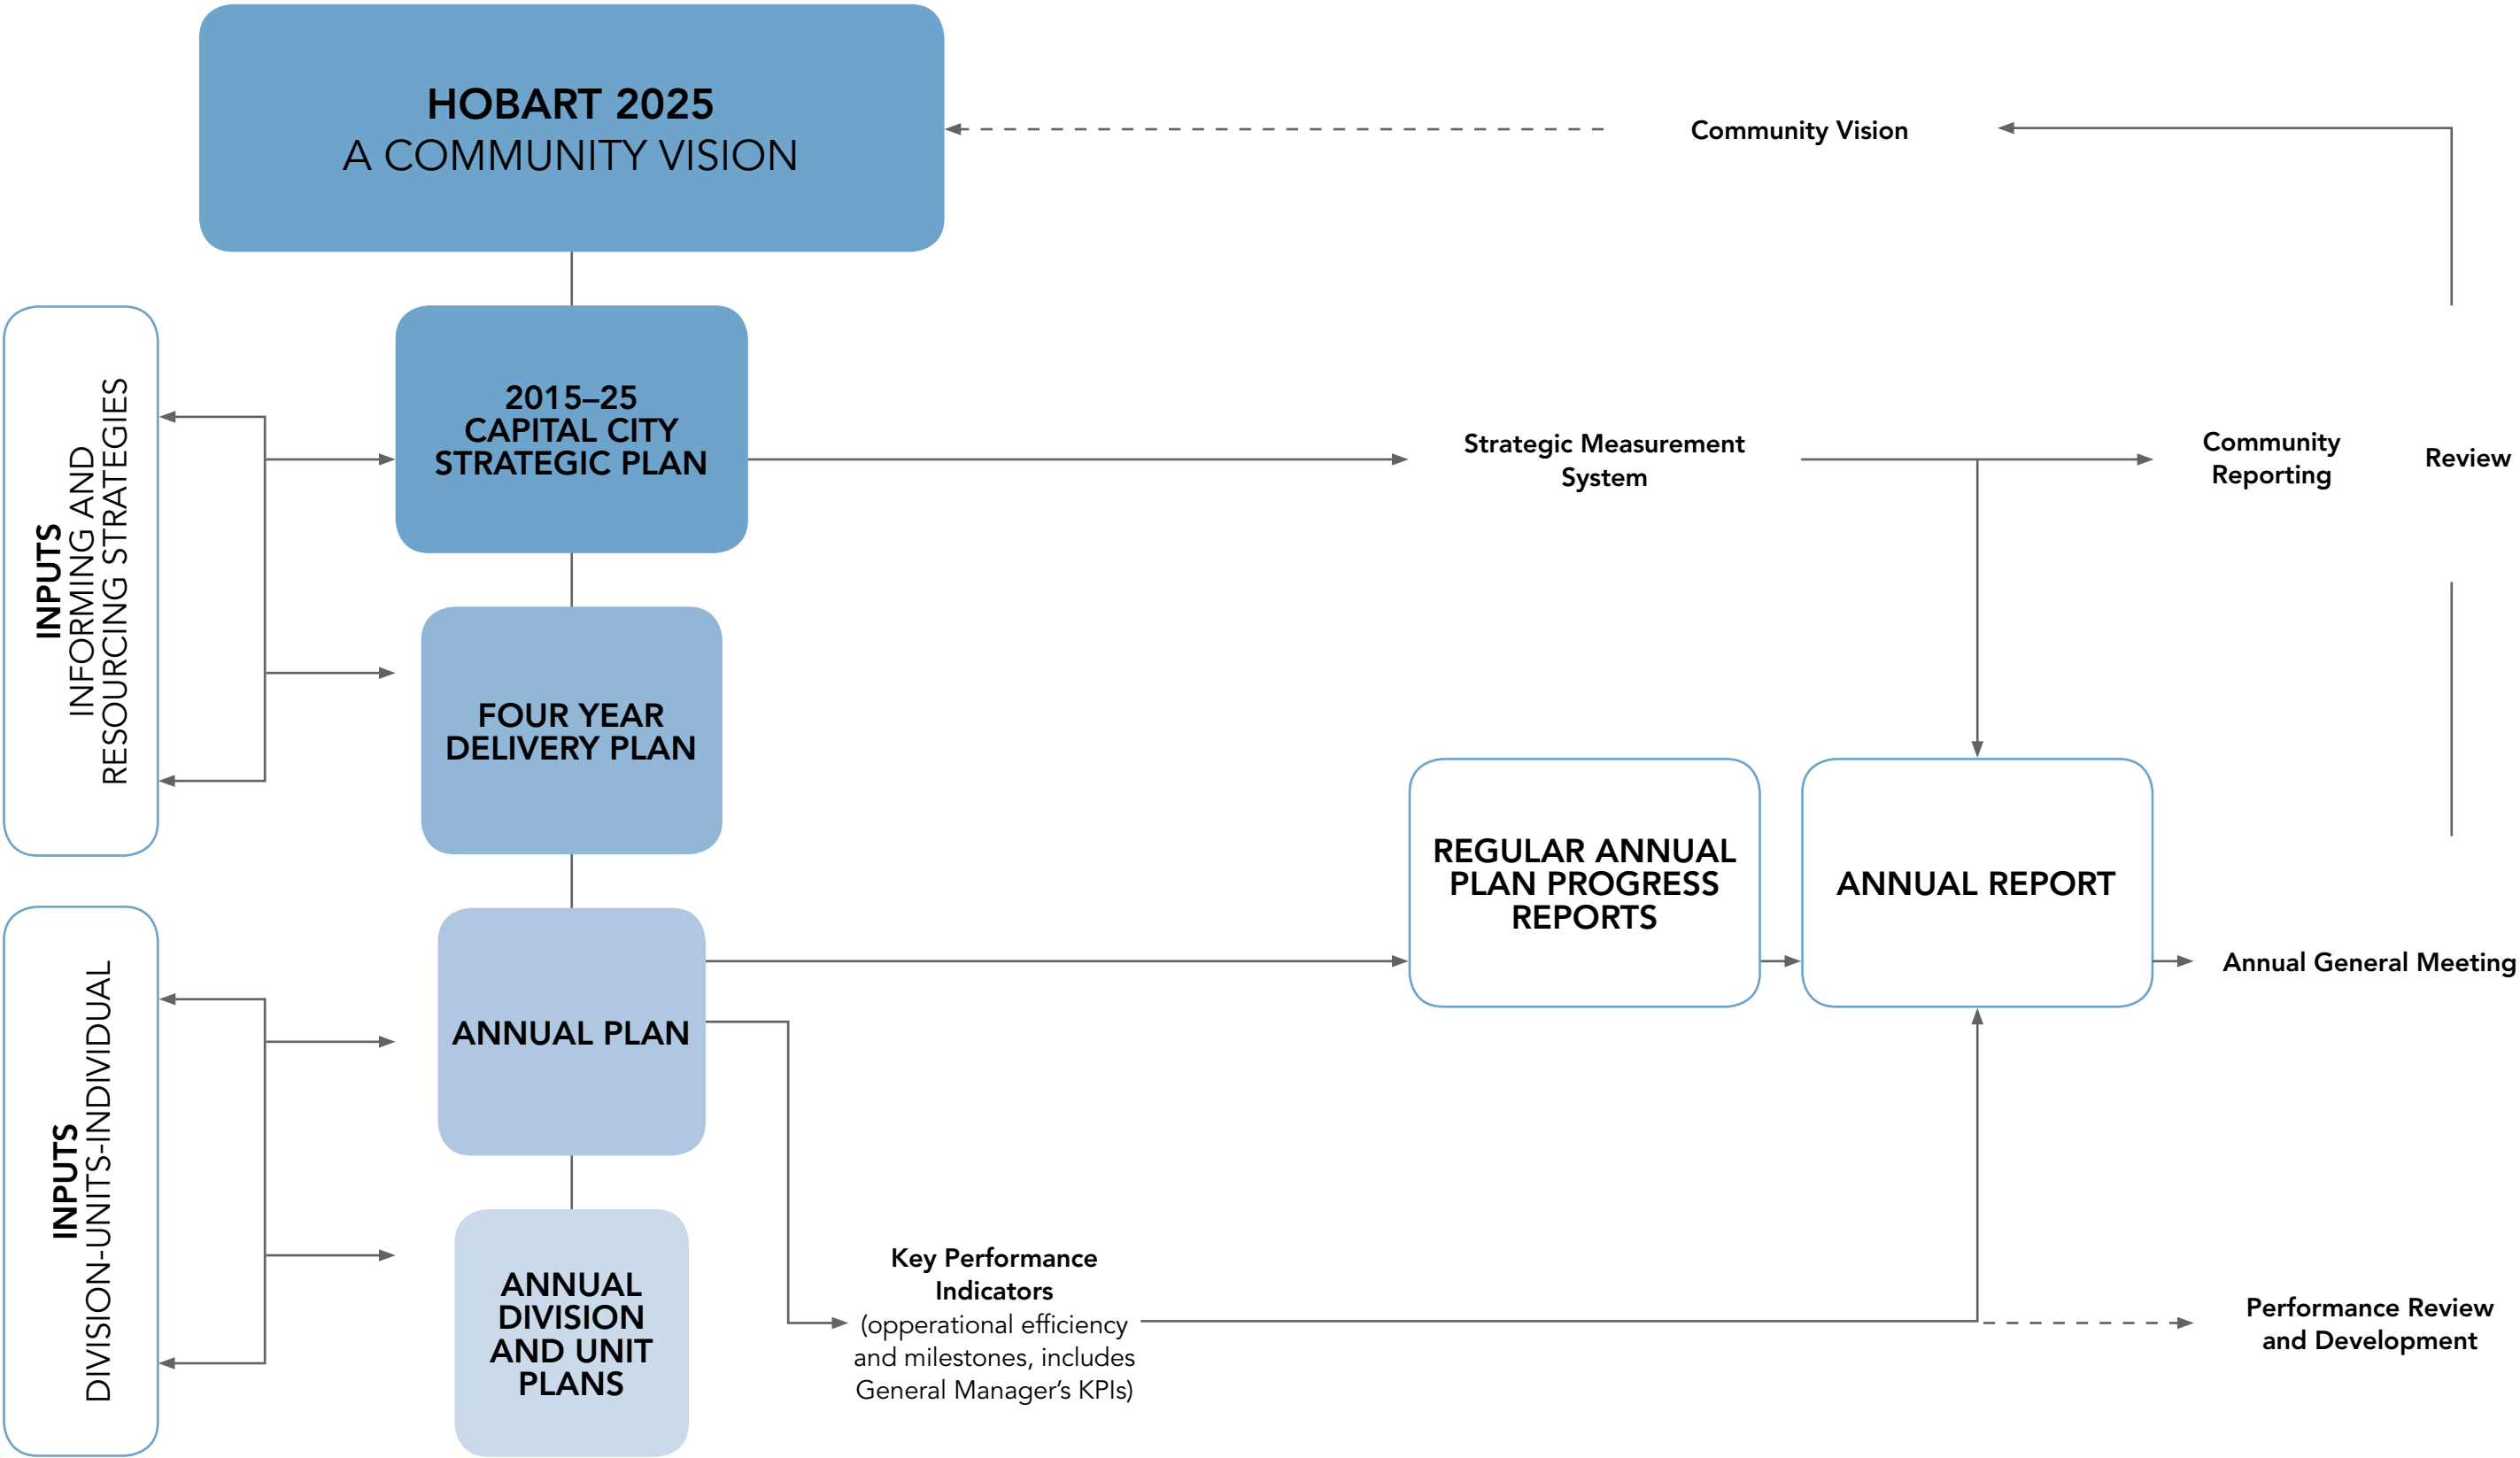 HOBART 2025
A COMMUNITY VISION
Community Vision
INPUTS
INFORMING AND
RESOURCING STRATEGIES
2015–25
CAPITAL CITY
STRATEGIC PLAN
Strategic Measurement
System
Community
Reporting
Review
FOUR YEAR
DELIVERY PLAN
REGULAR ANNUAL
PLAN PROGRESS
REPORTS
ANNUAL REPORT
Annual General Meeting
INPUTS
DIVISION-UNITS-INDIVIDUAL
ANNUAL PLAN
ANNUAL
DIVISION
AND UNIT
PLANS
Key Performance
Indicators
(opperational efficiency
and milestones, includes
General Manager’s KPIs)
Performance Review
and Development